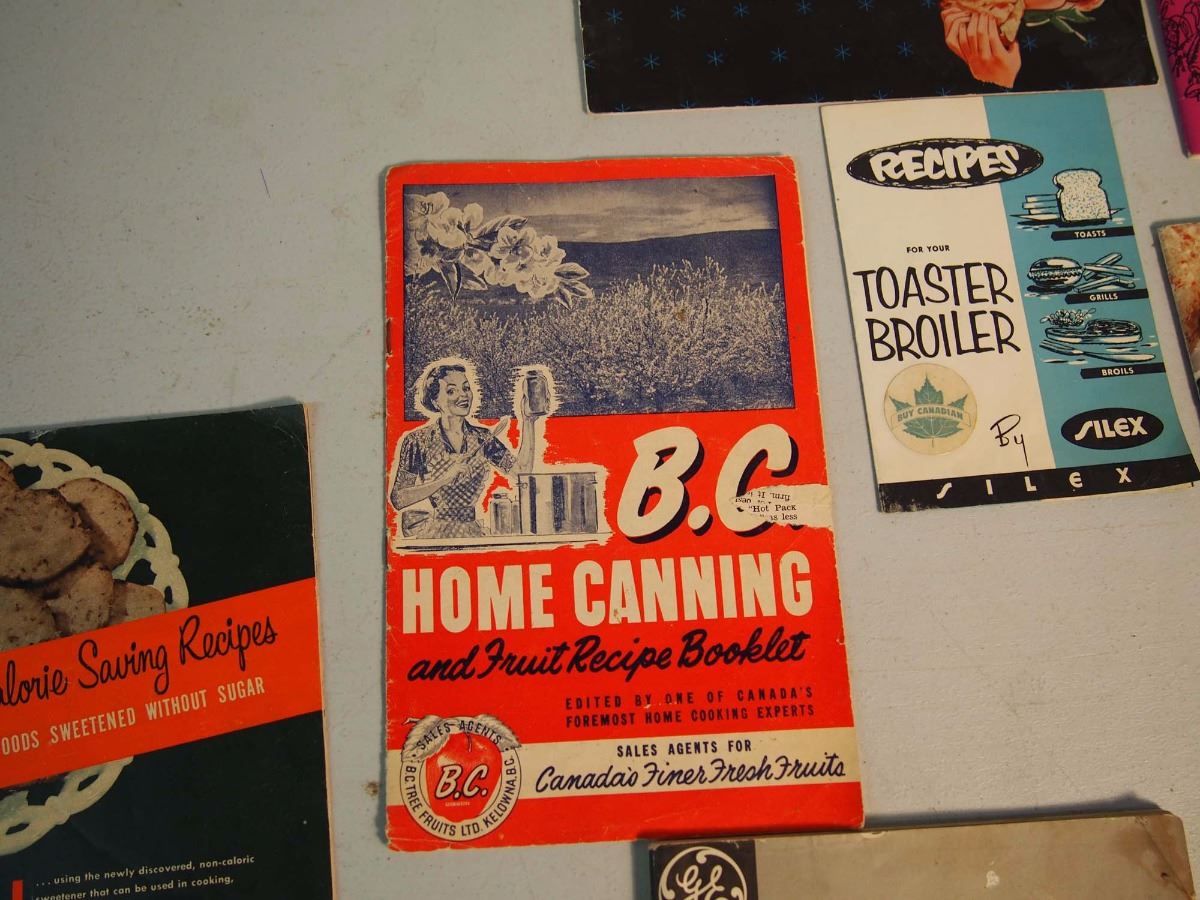 RECIPES
FOR YOUR
TOASTER
BROILER
TOASTS
GRILLS
BROILS
BUY CANADIAN
By
SILEX
SILEX
B.C.
"Hot Pack
less
HOME CANNING
and Fruit Recipe Booklet
EDITED BY ONE OF CANADA'S
FOREMOST HOME COOKING EXPERTS
SALES AGENTS FOR
Canada's Finer Fresh Fruits
SALES AGENTS
B.C.
B.C. TREE FRUITS LTD. KELOWNA, B.C.
alorie Saving Recipes
OODS SWEETENED WITHOUT SUGAR
...using the newly discovered, non-caloric
sweetener that can be used in cooking,
GE